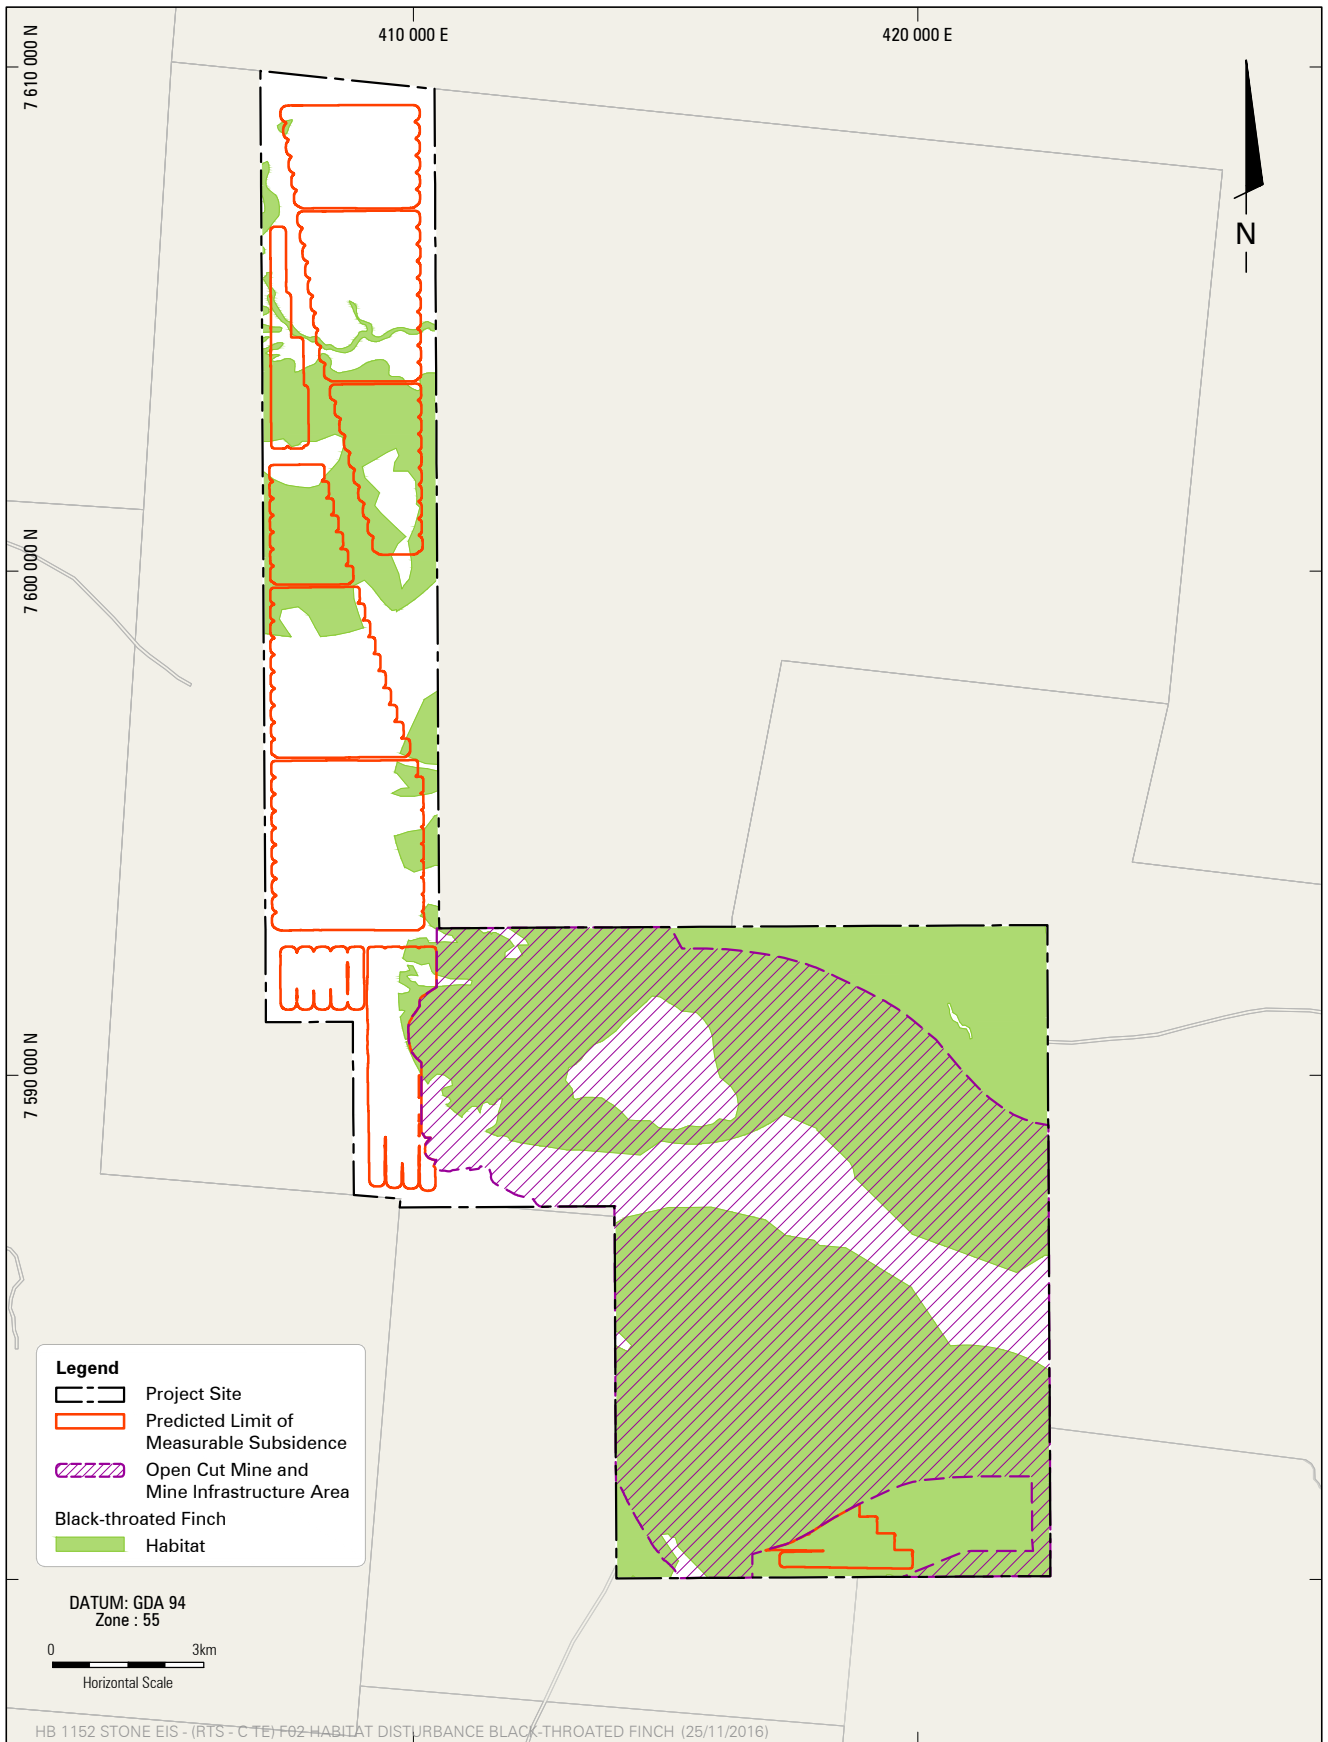 410 000 E
420 000 E
7 610 000 N
N
7 600 000 N
7 590 000 N
Legend
Project Site
Predicted Limit of
Measurable Subsidence
Open Cut Mine and
Mine Infrastructure Area
Black-throated Finch
Habitat
DATUM: GDA 94
Zone : 55
0 3km
Horizontal Scale
HB 1152 STONE EIS - (RTS - C TE) F02 HABITAT DISTURBANCE BLACK-THROATED FINCH (25/11/2016)